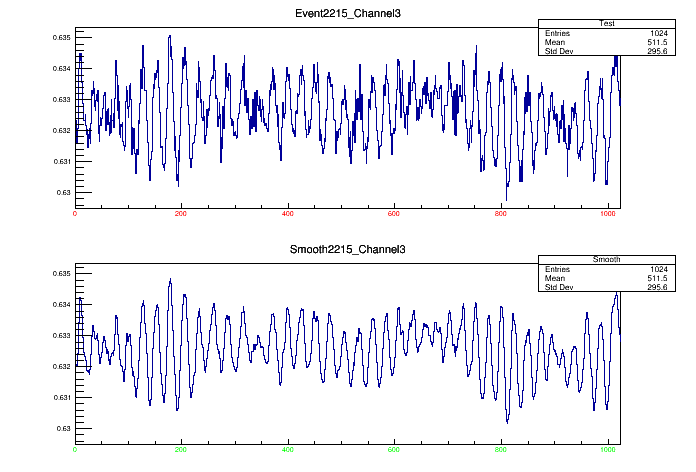 Event2215_Channel3
Test
Entries 1024
Mean 511.5
Std Dev 295.6
0.635
0.634
0.633
0.632
0.631
0.63
0 200 400 600 800 1000
Smooth2215_Channel3
Smooth
Entries 1024
Mean 511.5
Std Dev 295.6
0.635
0.634
0.633
0.632
0.631
0.63
0 200 400 600 800 1000